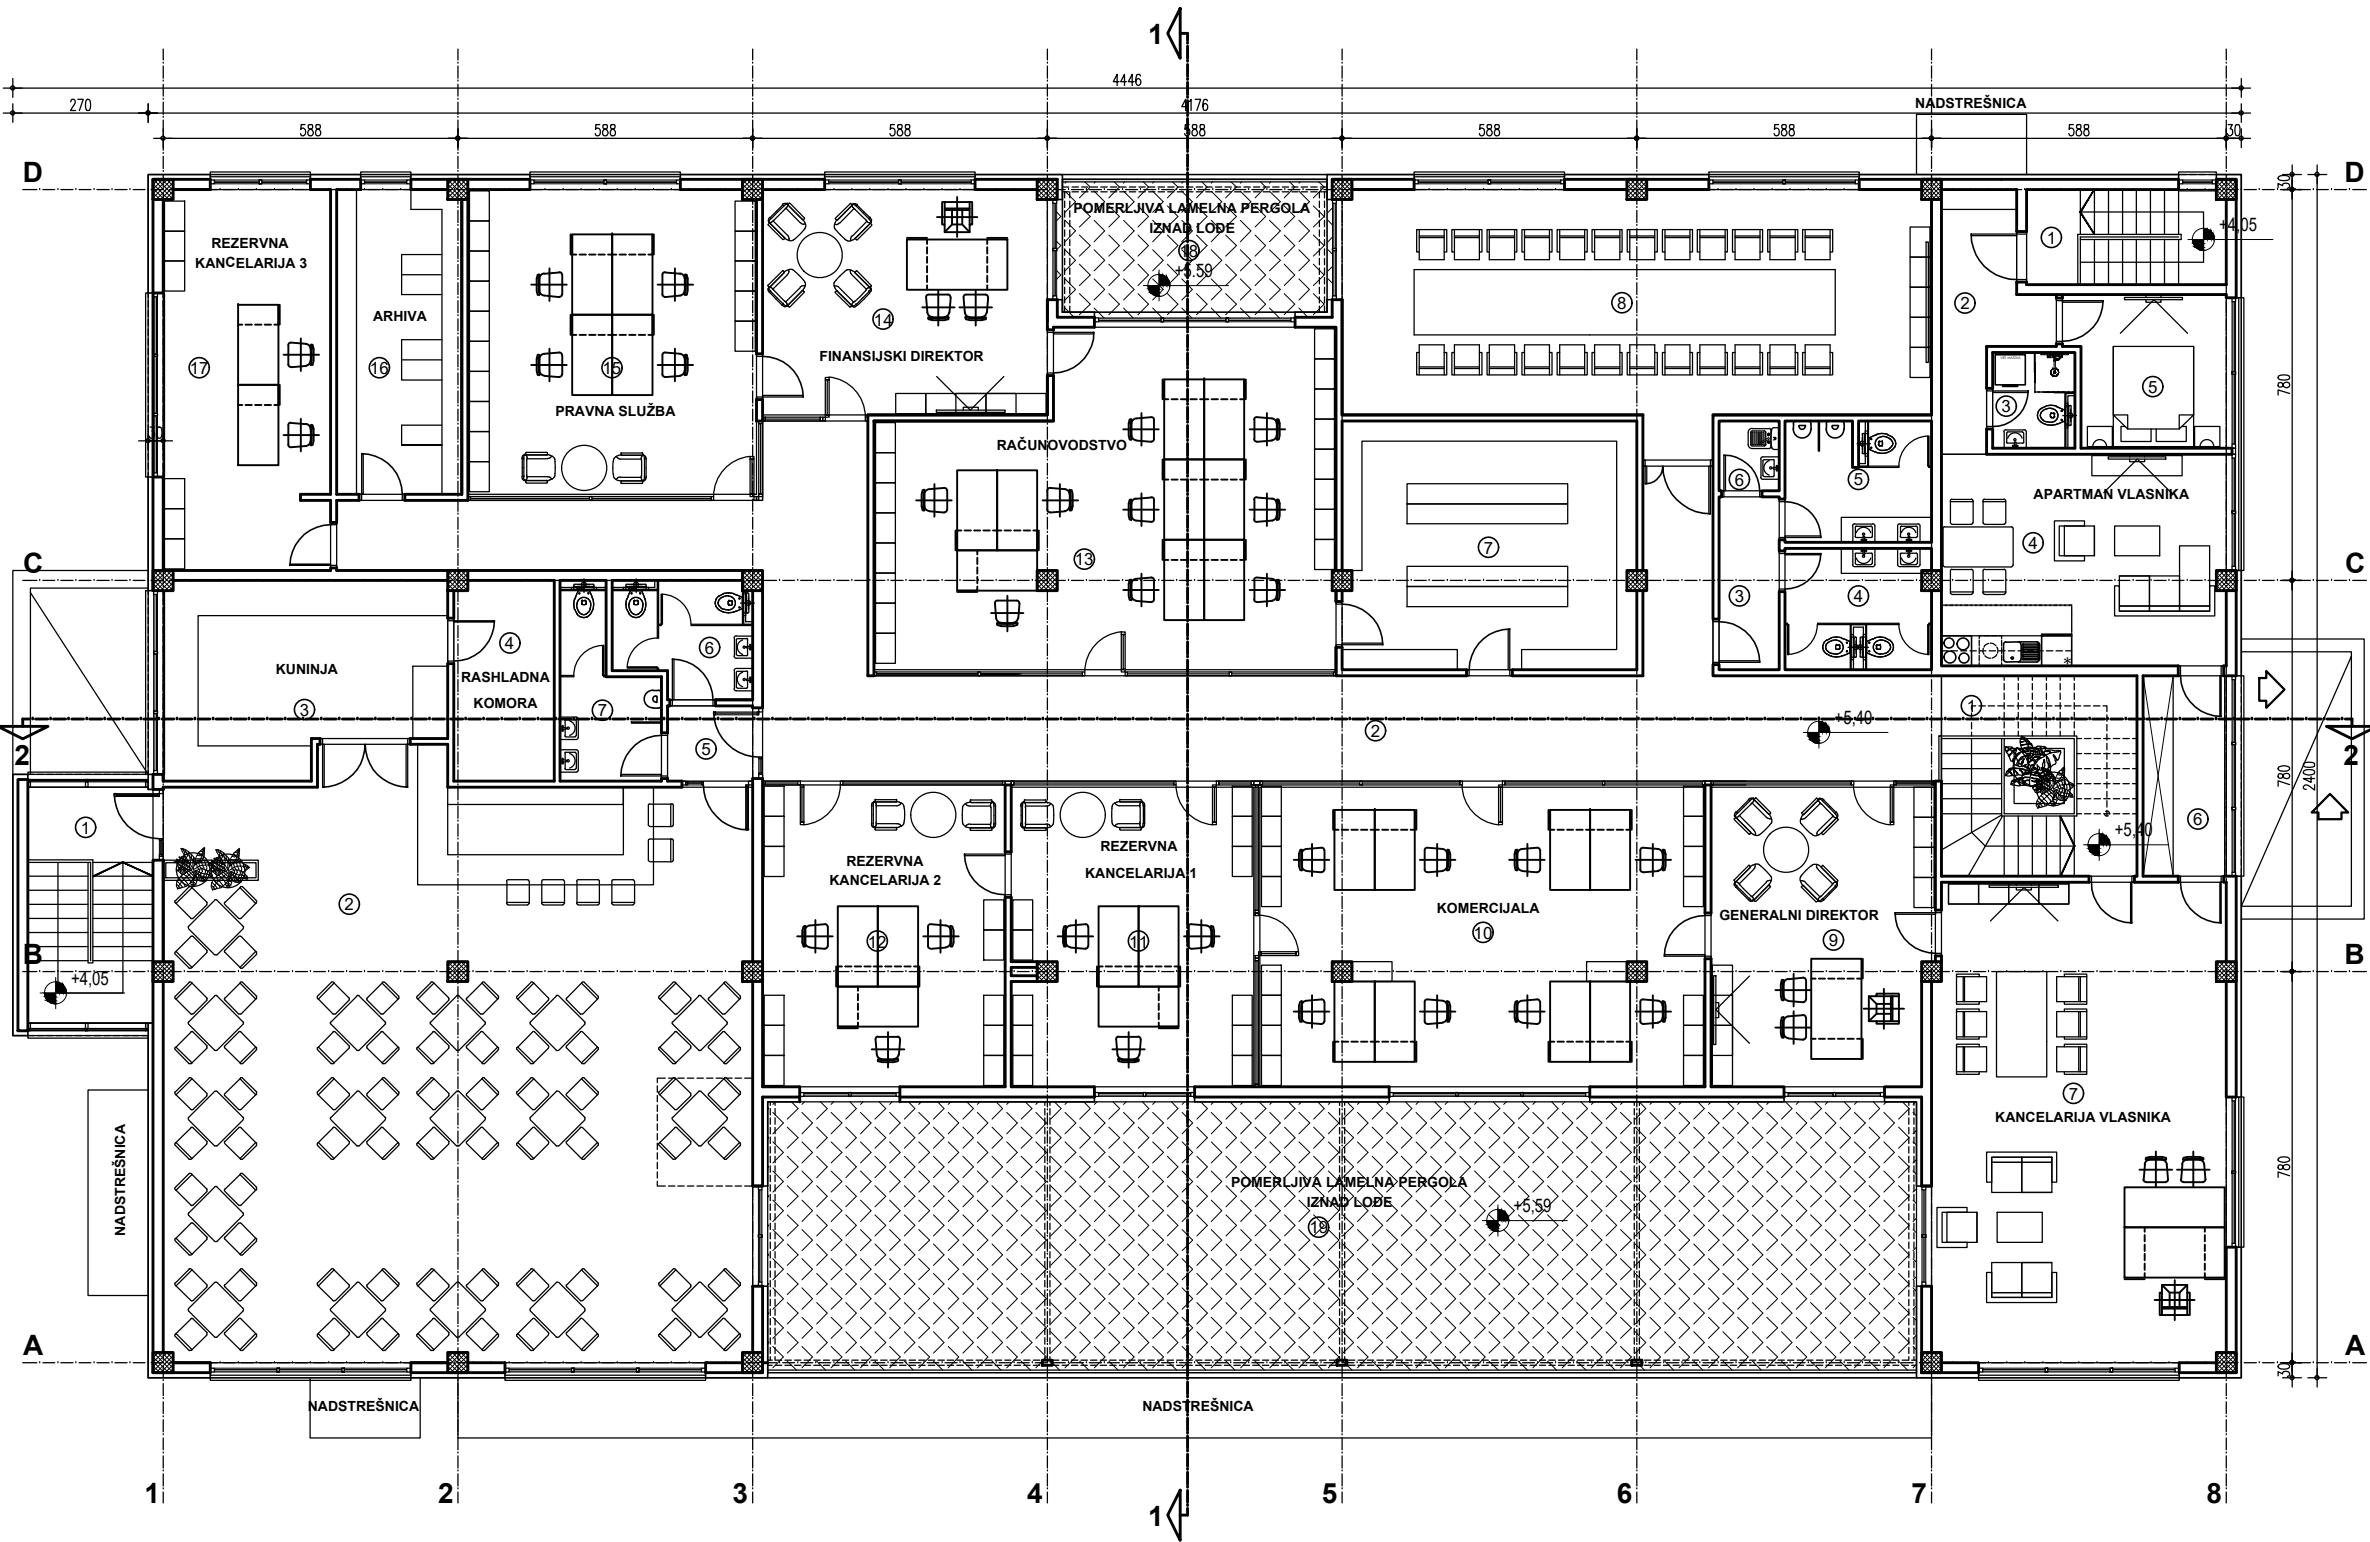 1
4446
270
4176
NADSTREŠNICA
588
588
588
588
588
588
588
30
D
D
30
POMERLJIVA LAMELNA PERGOLA
IZNAD LOĐE
18
+5.59
+4,05
1
REZERVNA
KANCELARIJA 3
17
ARHIVA
16
15
PRAVNA SLUŽBA
14
FINANSIJSKI DIREKTOR
8
2
3
5
780
RAČUNOVODSTVO
13
7
6
5
APARTMAN VLASNIKA
4
3
4
C
C
KUNINJA
3
4
RASHLADNA
KOMORA
6
7
5
2
+5,40
1
2
2
780
2400
+5,40
6
1
2
REZERVNA
KANCELARIJA 2
12
REZERVNA
KANCELARIJA 1
11
KOMERCIJALA
10
GENERALNI DIREKTOR
9
B
B
+4,05
7
KANCELARIJA VLASNIKA
NADSTREŠNICA
POMERLJIVA LAMELNA PERGOLA
IZNAD LOĐE
19
+5,59
780
A
A
30
NADSTREŠNICA
NADSTREŠNICA
1
2
3
4
5
6
7
8
1